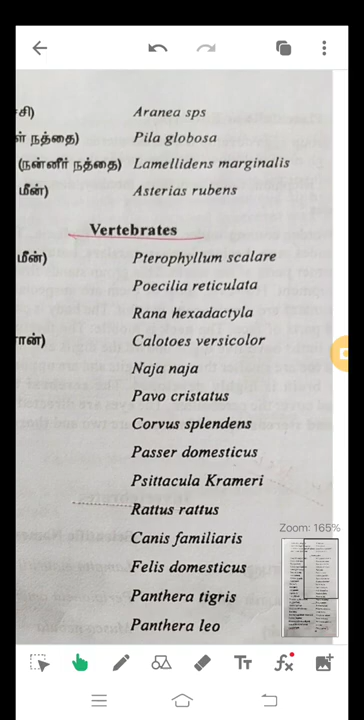 சி) Aranea sps
ள் நத்தை) Pila globosa
(நன்னீர் நத்தை) Lamellidens marginalis
மீன்) Asterias rubens
Vertebrates
மீன்) Pterophyllum scalare
Poecilia reticulata
Rana hexadactyla
ான்) Calotoes versicolor
Naja naja
Pavo cristatus
Corvus splendens
Passer domesticus
Psittacula Krameri
Rattus rattus
Zoom: 165%
Canis familiaris
Felis domesticus
Panthera tigris
Panthera leo
Tт fx